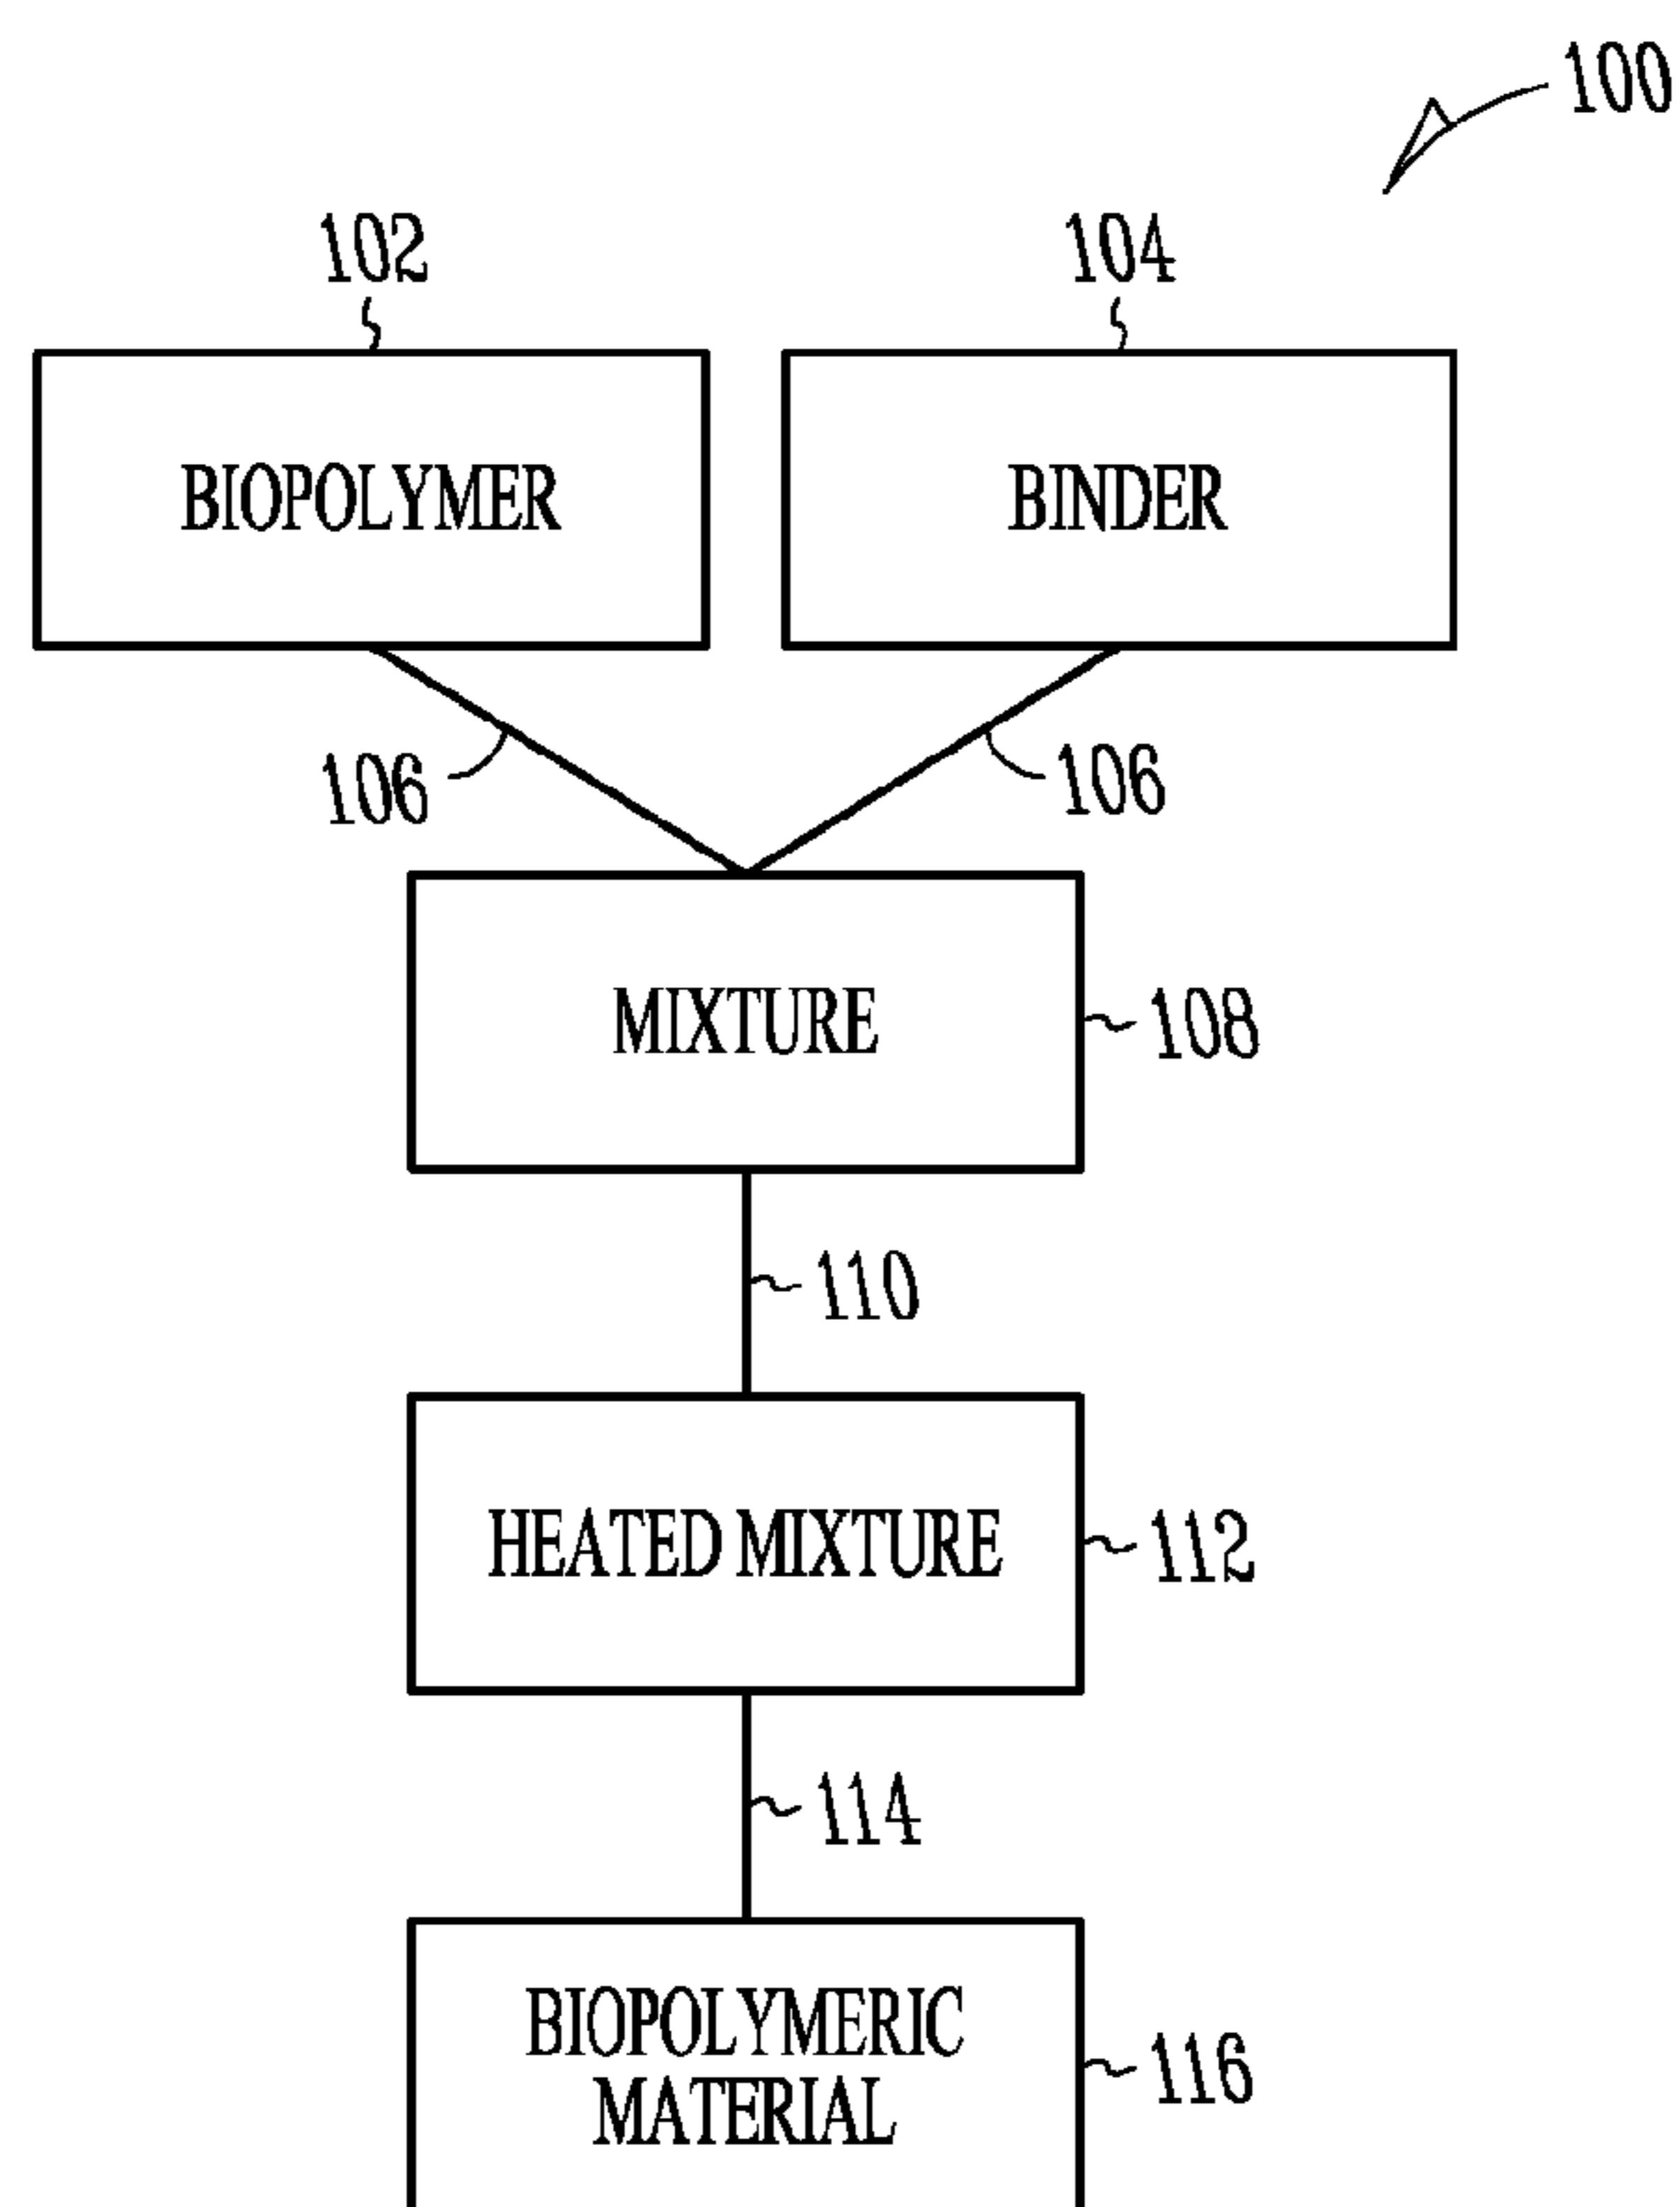 100
102
104
BIOPOLYMER
BINDER
106
106
MIXTURE
108
110
HEATED MIXTURE
112
114
BIOPOLYMERIC
MATERIAL
116